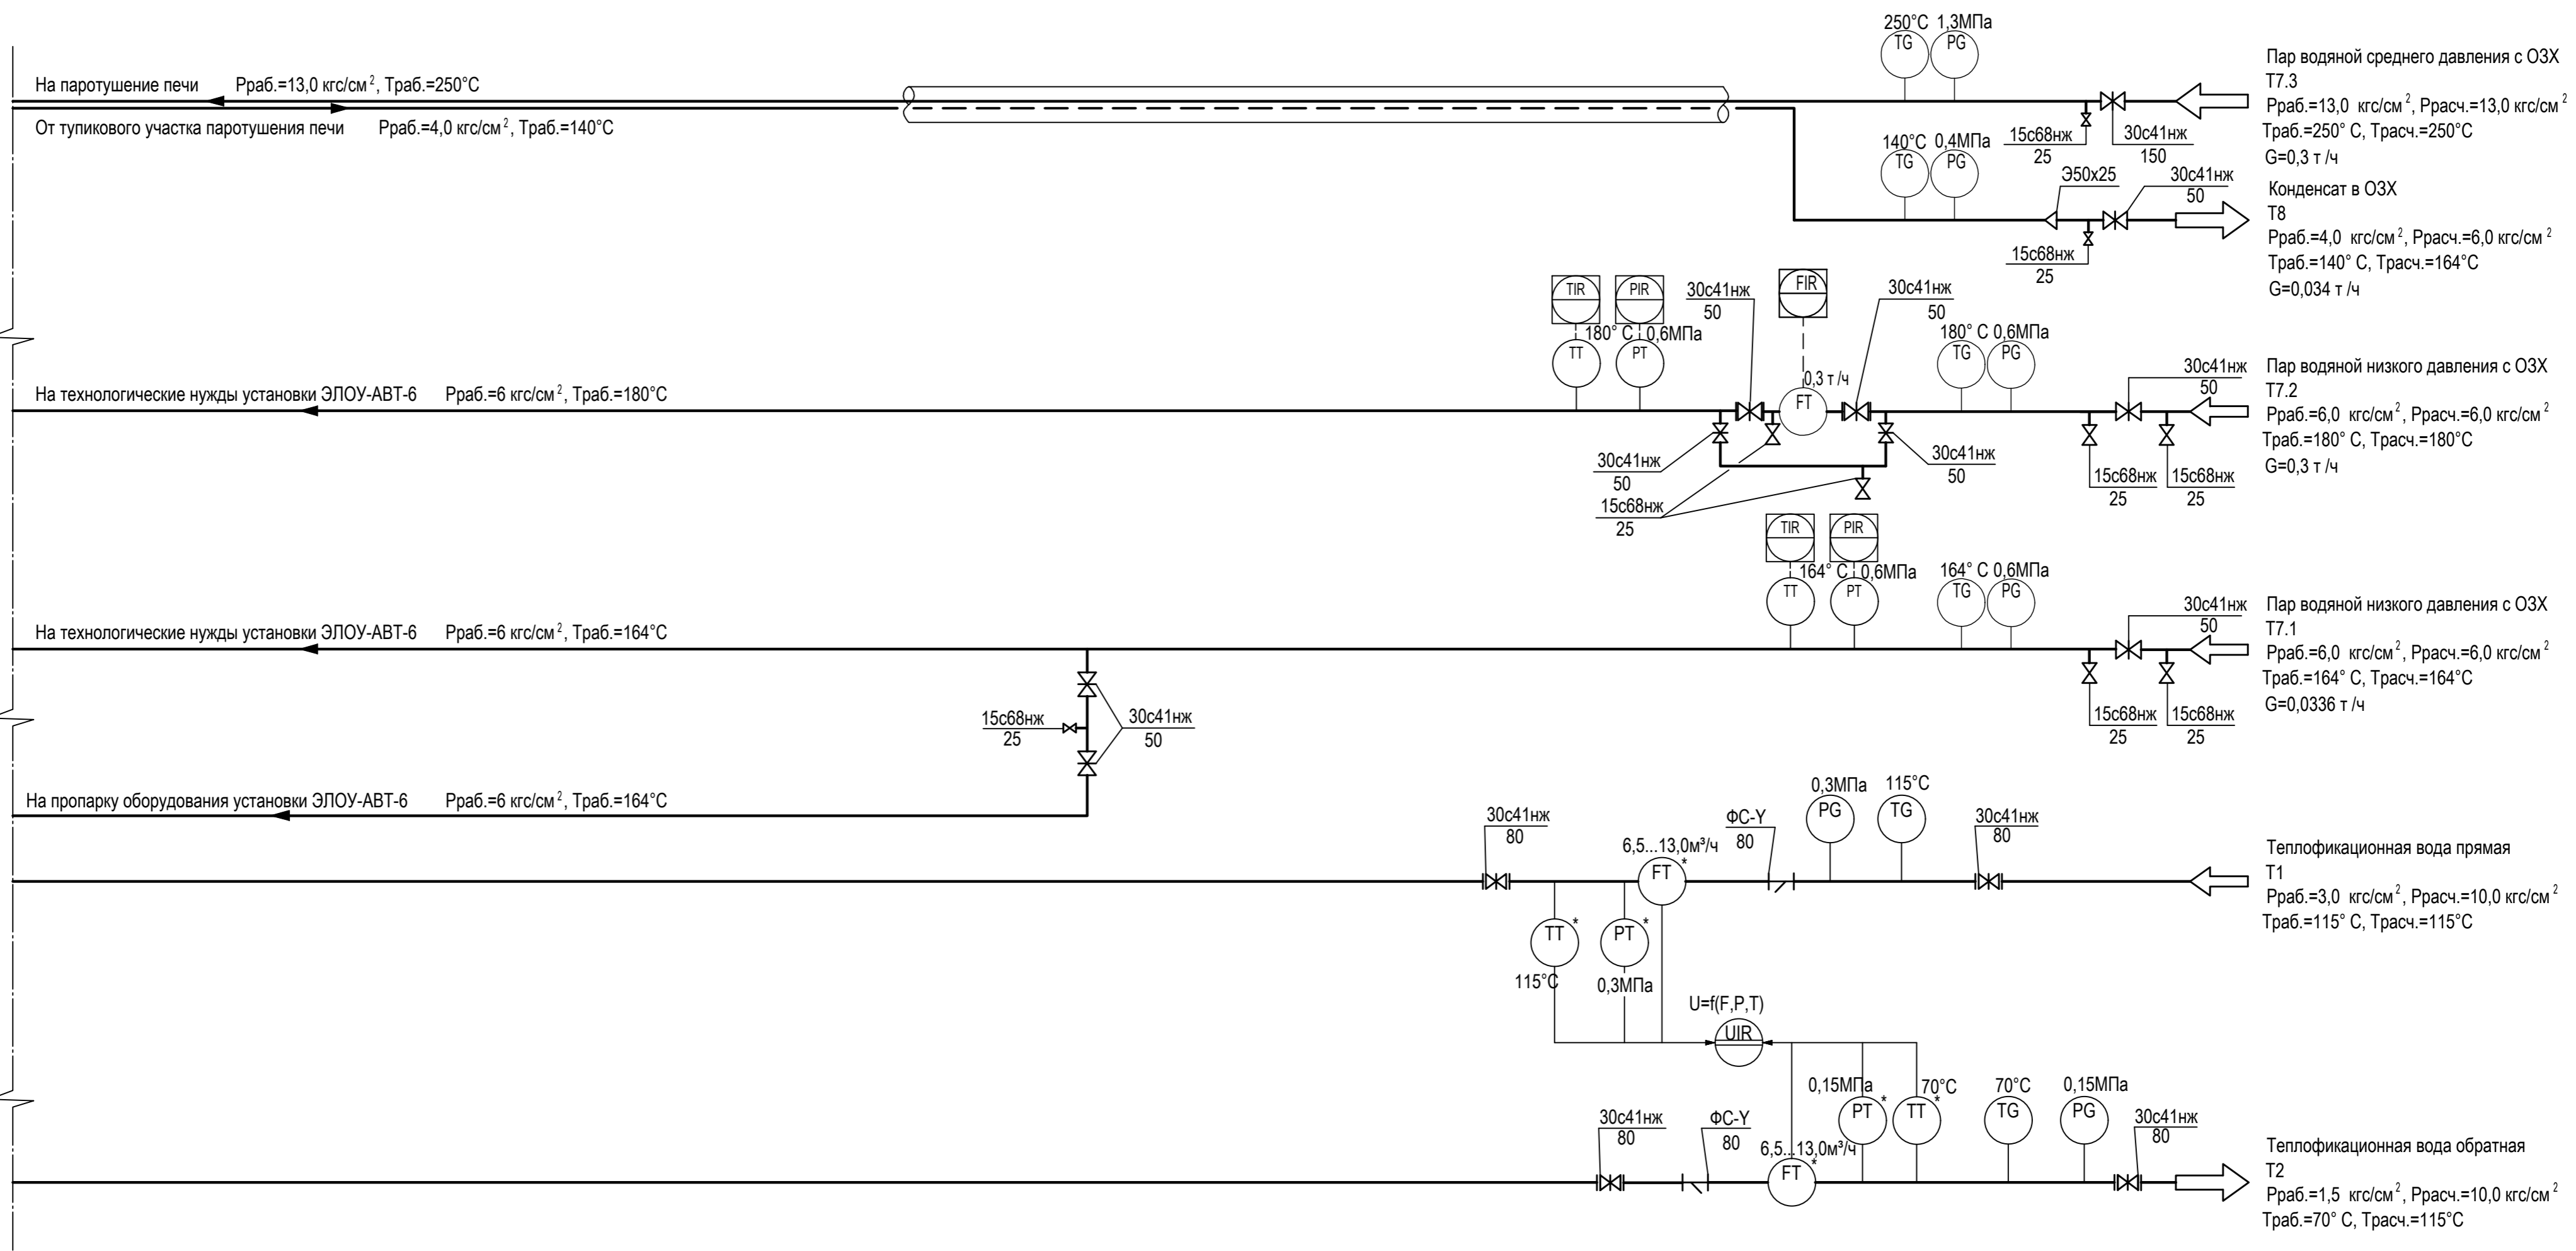 250°С 1,3МПа
TG PG
Пар водяной среднего давления с ОЗХ
Т7.3
Рраб.=13,0 кгс/см², Ррасч.=13,0 кгс/см²
Траб.=250° С, Трасч.=250°С
G=0,3 т /ч
На паротушение печи Рраб.=13,0 кгс/см², Траб.=250°С
От тупикового участка паротушения печи Рраб.=4,0 кгс/см², Траб.=140°С
15с68нж
25
30с41нж
150
140°С 0,4МПа
TG PG
Э50х25
30с41нж
50
15с68нж
25
Конденсат в ОЗХ
Т8
Рраб.=4,0 кгс/см², Ррасч.=6,0 кгс/см²
Траб.=140° С, Трасч.=164°С
G=0,034 т /ч
TIR PIR
30с41нж
50
FIR
30с41нж
50
180° С 0,6МПа
TT PT
0,3 т /ч
FT
180° С 0,6МПа
TG PG
30с41нж
50
Пар водяной низкого давления с ОЗХ
Т7.2
Рраб.=6,0 кгс/см², Ррасч.=6,0 кгс/см²
Траб.=180° С, Трасч.=180°С
G=0,3 т /ч
На технологические нужды установки ЭЛОУ-АВТ-6 Рраб.=6 кгс/см², Траб.=180°С
30с41нж
50
30с41нж
50
15с68нж
25
15с68нж
25
15с68нж
25
TIR PIR
164° С 0,6МПа
TT PT
164° С 0,6МПа
TG PG
30с41нж
50
Пар водяной низкого давления с ОЗХ
Т7.1
Рраб.=6,0 кгс/см², Ррасч.=6,0 кгс/см²
Траб.=164° С, Трасч.=164°С
G=0,0336 т /ч
На технологические нужды установки ЭЛОУ-АВТ-6 Рраб.=6 кгс/см², Траб.=164°С
15с68нж
25
30с41нж
50
15с68нж
25
15с68нж
25
На пропарку оборудования установки ЭЛОУ-АВТ-6 Рраб.=6 кгс/см², Траб.=164°С
30с41нж
80
6,5...13,0м³/ч
FT *
ФС-Y
80
0,3МПа
PG
115°С
TG
30с41нж
80
Теплофикационная вода прямая
Т1
Рраб.=3,0 кгс/см², Ррасч.=10,0 кгс/см²
Траб.=115° С, Трасч.=115°С
TT * PT *
115°С 0,3МПа
U=f(F,P,T)
UIR
30с41нж
80
ФС-Y
80
6,5...13,0м³/ч
FT *
0,15МПа
PT *
70°С
TT *
70°С
TG
0,15МПа
PG
30с41нж
80
Теплофикационная вода обратная
Т2
Рраб.=1,5 кгс/см², Ррасч.=10,0 кгс/см²
Траб.=70° С, Трасч.=115°С